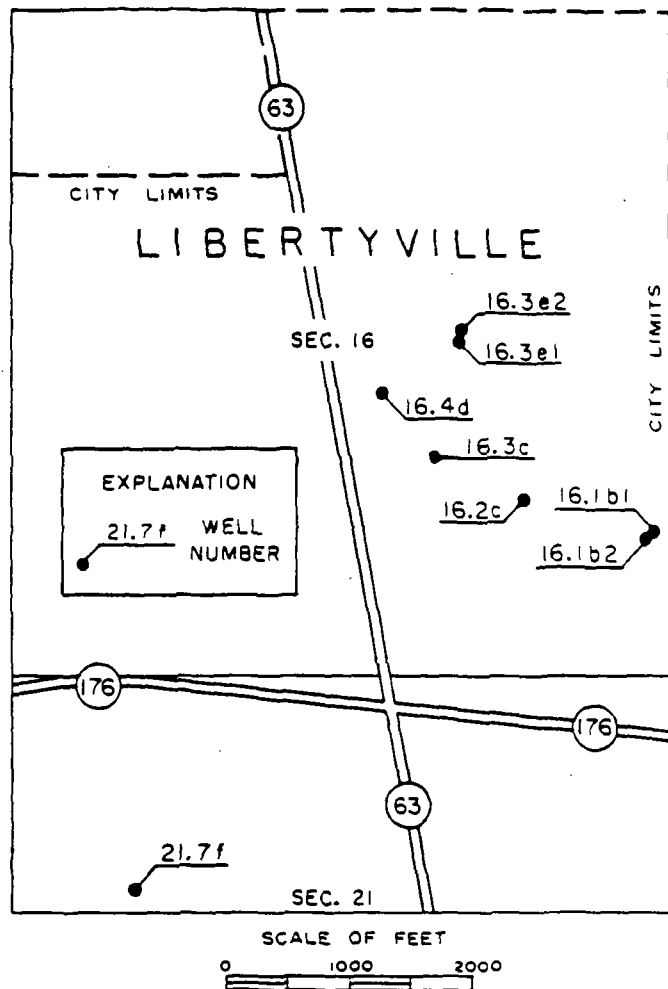 63
CITY LIMITS
LIBERTYVILLE
CITY LIMITS
16.3e2
SEC. 16
16.3e1
16.4d
16.3c
EXPLANATION
21.7f WELL NUMBER
16.2c
16.1b1
16.1b2
176
176
63
21.7f
SEC. 21
SCALE OF FEET
0 1000 2000